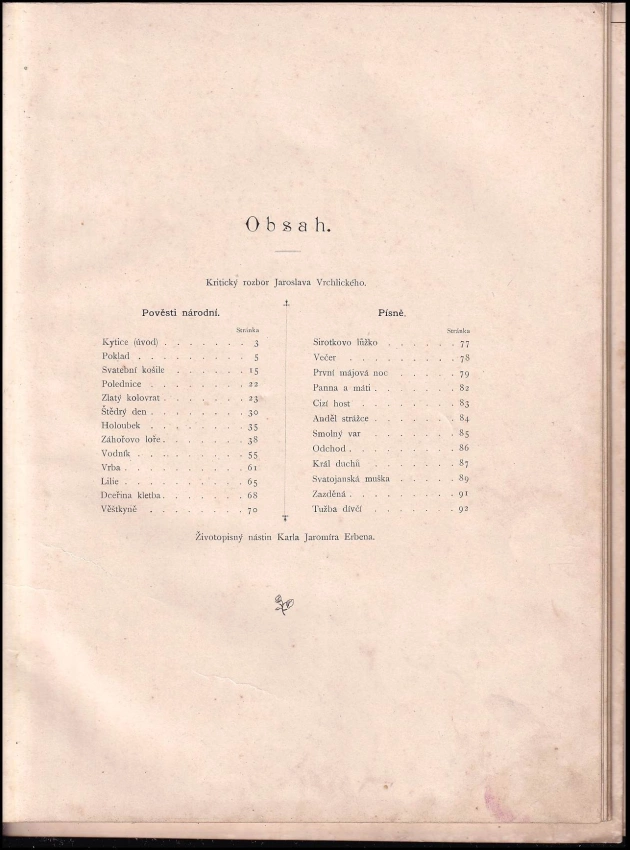 Obsah.
Kritický rozbor Jaroslava Vrchlického.
Pověsti národní.
Stránka
Kytice (úvod) . . . . . . . 3
Poklad . . . . . . . . . 5
Svatební košile . . . . . . 15
Polednice . . . . . . . . 22
Zlatý kolovrat . . . . . . . 23
Štědrý den . . . . . . . . 30
Holoubek . . . . . . . . 35
Záhořovo lože . . . . . . . 38
Vodník . . . . . . . . . 55
Vrba . . . . . . . . . . 61
Lilie . . . . . . . . . . 65
Dceřina kletba . . . . . . . 68
Věštkyně . . . . . . . . 70
Písně.
Stránka
Sirotkovo lůžko . . . . . . 77
Večer . . . . . . . . . 78
První májová noc . . . . . 79
Panna a máti . . . . . . . 82
Cizí host . . . . . . . . 83
Anděl strážce . . . . . . . 84
Smolný var . . . . . . . 85
Odchod . . . . . . . . . 86
Král duchů . . . . . . . 87
Svatojanská muška . . . . . 89
Zazděná . . . . . . . . . 91
Tužba dívčí . . . . . . . 92
Životopisný nástin Karla Jaromíra Erbena.